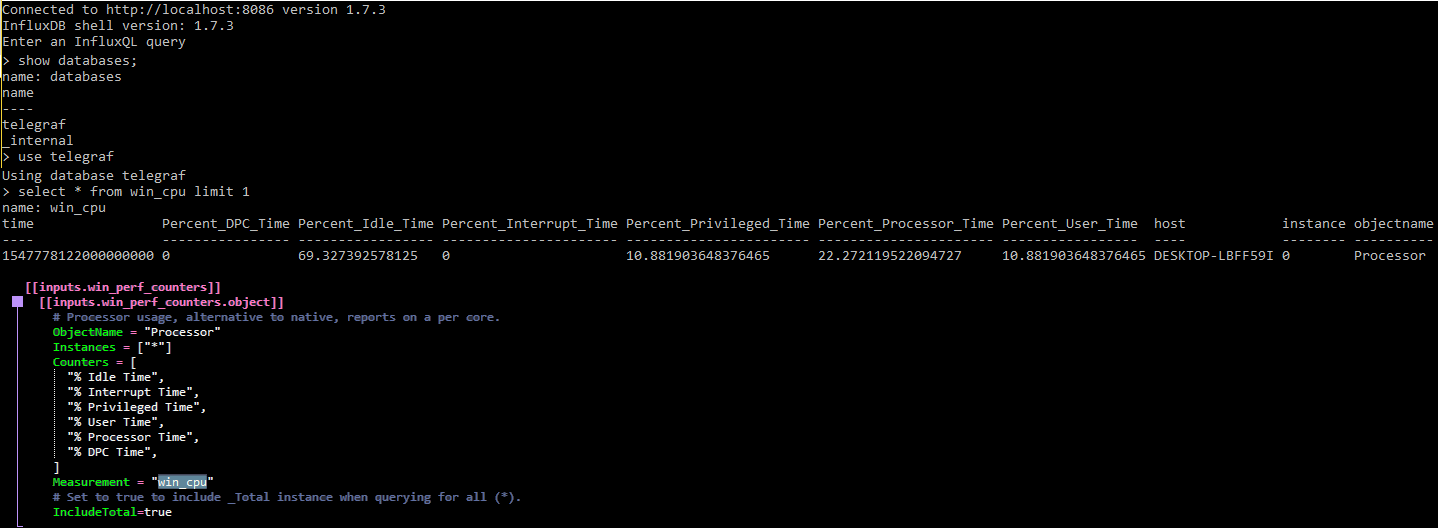 Connected to http://localhost:8086 version 1.7.3
InfluxDB shell version: 1.7.3
Enter an InfluxQL query
> show databases;
name: databases
name
----
telegraf
_internal
> use telegraf
Using database telegraf
> select * from win_cpu limit 1
name: win_cpu
time                Percent_DPC_Time Percent_Idle_Time Percent_Interrupt_Time Percent_Privileged_Time Percent_Processor_Time Percent_User_Time  host            instance objectname
----                ---------------- ----------------- ---------------------- ----------------------- ---------------------- -----------------  ----            -------- ----------
1547778122000000000 0                69.327392578125   0                      10.881903648376465      22.272119522094727     10.881903648376465 DESKTOP-LBFF59I 0        Processor
[[inputs.win_perf_counters]]
[[inputs.win_perf_counters.object]]
# Processor usage, alternative to native, reports on a per core.
ObjectName = "Processor"
Instances = ["*"]
Counters = [
"% Idle Time",
"% Interrupt Time",
"% Privileged Time",
"% User Time",
"% Processor Time",
"% DPC Time",
]
Measurement = "win_cpu"
# Set to true to include _Total instance when querying for all (*).
IncludeTotal=true